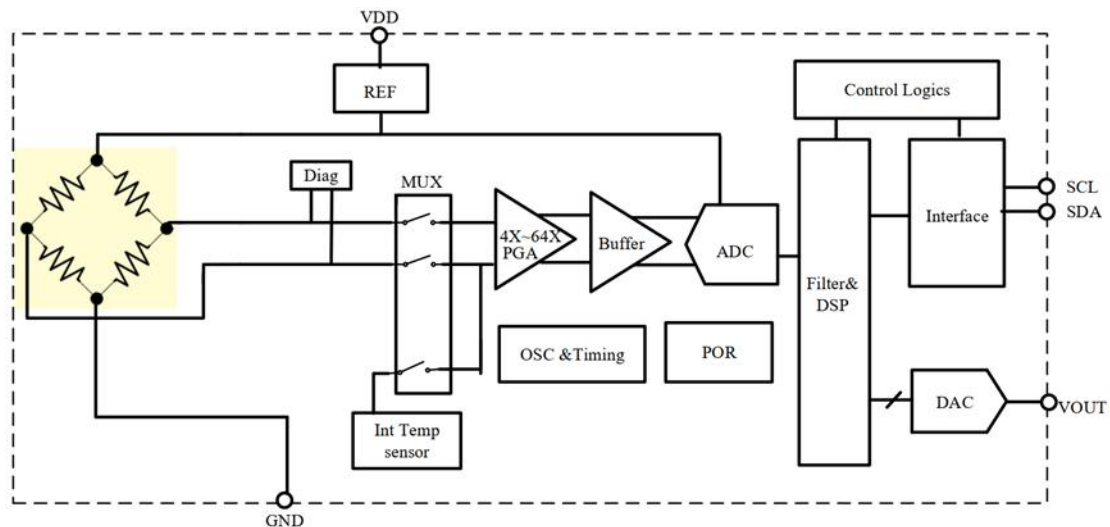 VDD
REF
Control Logics
Diag
MUX
SCL
SDA
Interface
4X~64X
PGA
Buffer
ADC
Filter&
DSP
OSC &Timing
POR
DAC
VOUT
Int Temp
sensor
GND